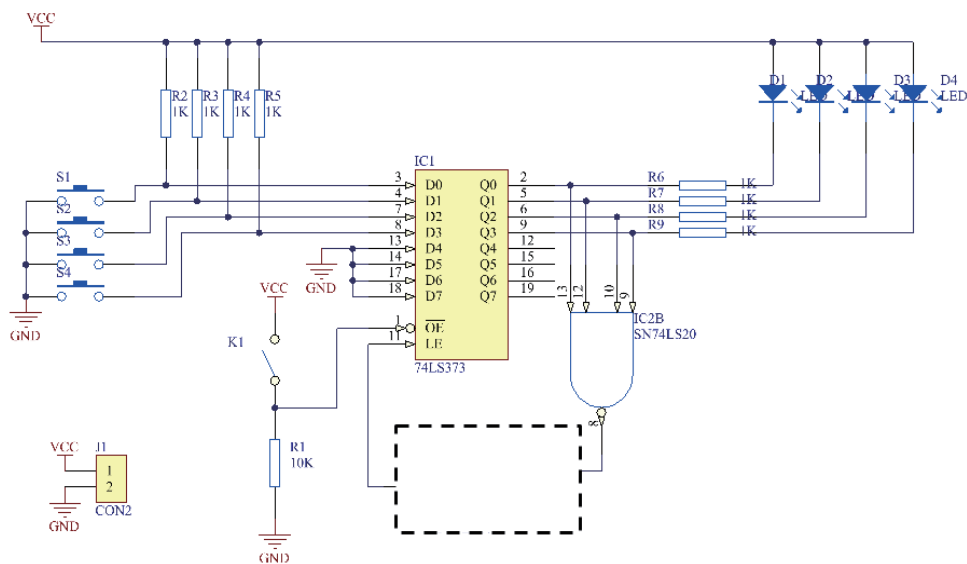 VCC
R2
1K
R3
1K
R4
1K
R5
1K
D1
LED
D2
LED
D3
LED
D4
LED
S1
S2
S3
S4
GND
IC1
3 D0 Q0 2
4 D1 Q1 5
7 D2 Q2 6
8 D3 Q3 9
13 D4 Q4 12
14 D5 Q5 15
17 D6 Q6 16
18 D7 Q7 19
1 OE
11 LE
74LS373
GND
R6 1K
R7 1K
R8 1K
R9 1K
13 12 10 9
IC2B
SN74LS20
8
VCC
K1
R1
10K
GND
VCC
J1
1
2
CON2
GND